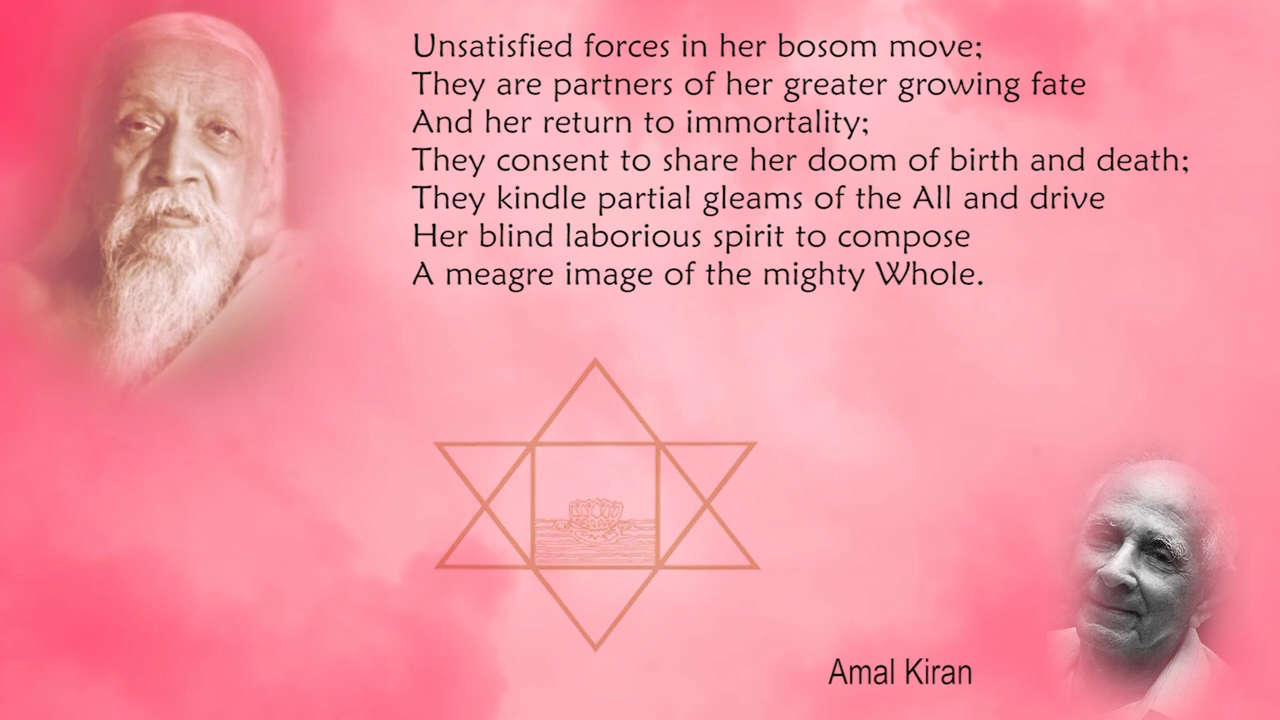 Unsatisfied forces in her bosom move;
They are partners of her greater growing fate
And her return to immortality;
They consent to share her doom of birth and death;
They kindle partial gleams of the All and drive
Her blind laborious spirit to compose
A meagre image of the mighty Whole.
Amal Kiran